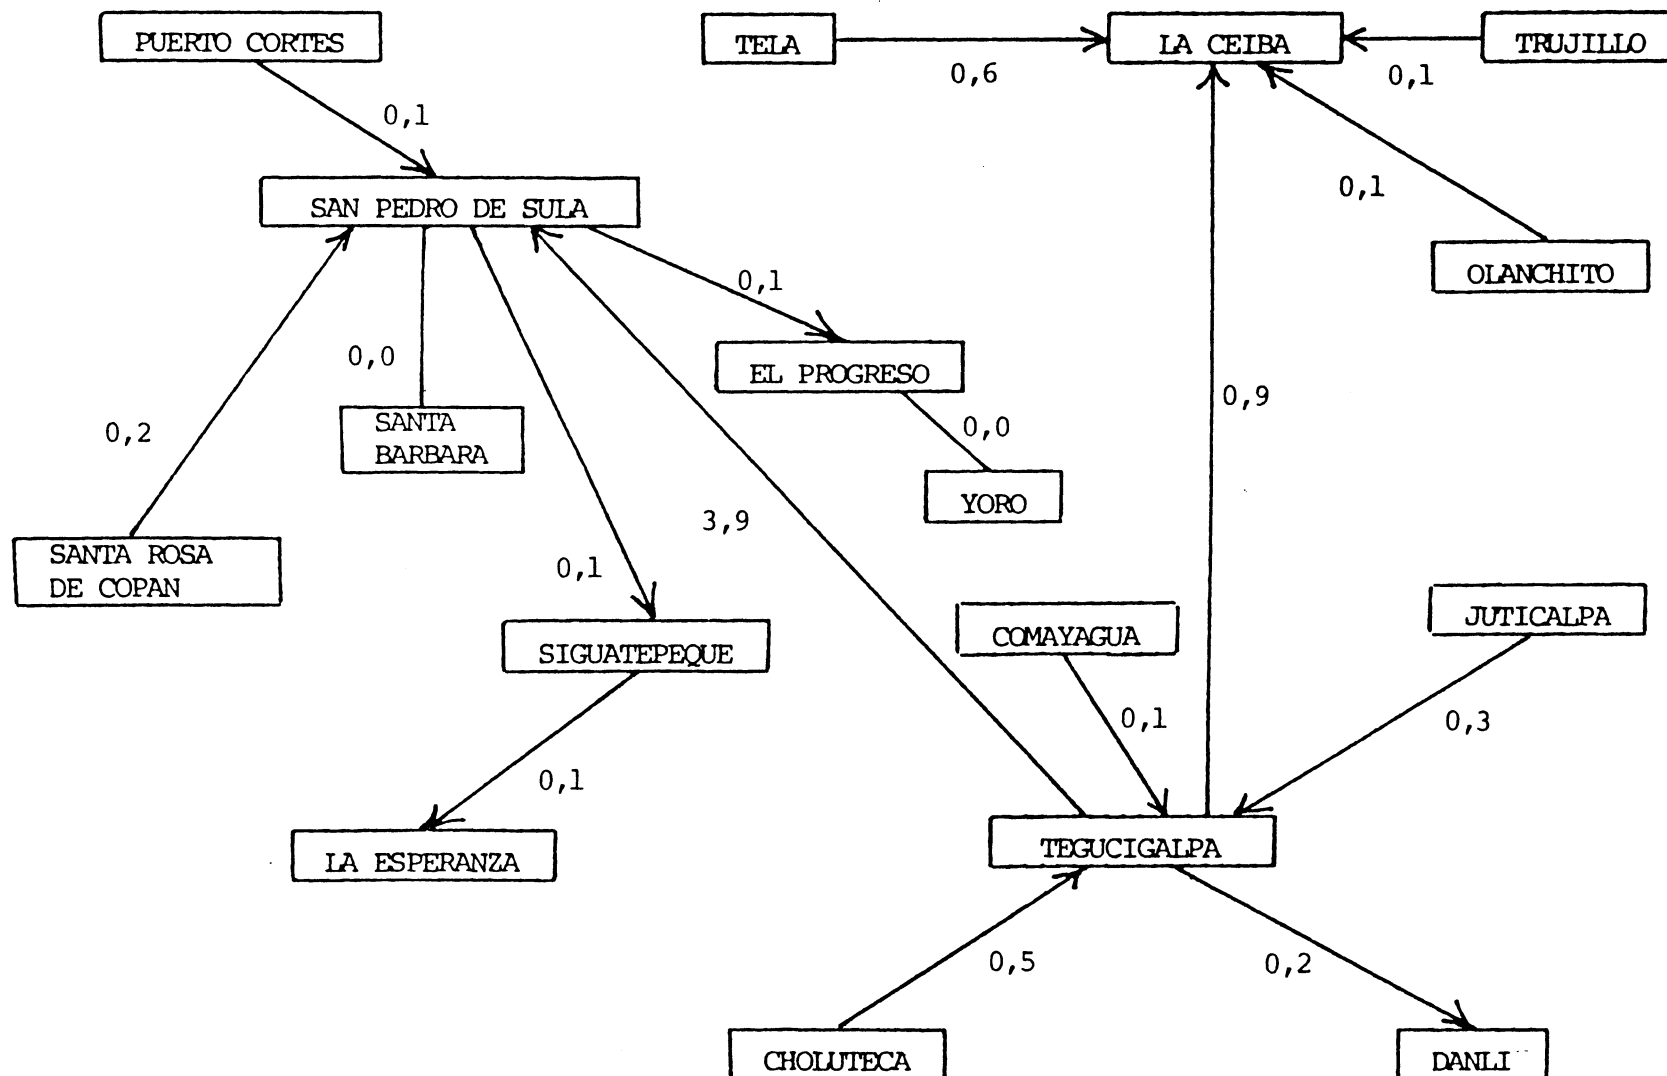 PUERTO CORTES
TELA
LA CEIBA
TRUJILLO
0,6
0,1
0,1
0,1
SAN PEDRO DE SULA
OLANCHITO
0,1
0,0
EL PROGRESO
0,9
0,2
SANTA
BARBARA
0,0
YORO
3,9
SANTA ROSA
DE COPAN
0,1
COMAYAGUA
JUTICALPA
SIGUATEPEQUE
0,1
0,3
0,1
TEGUCIGALPA
LA ESPERANZA
0,5
0,2
CHOLUTECA
DANLI